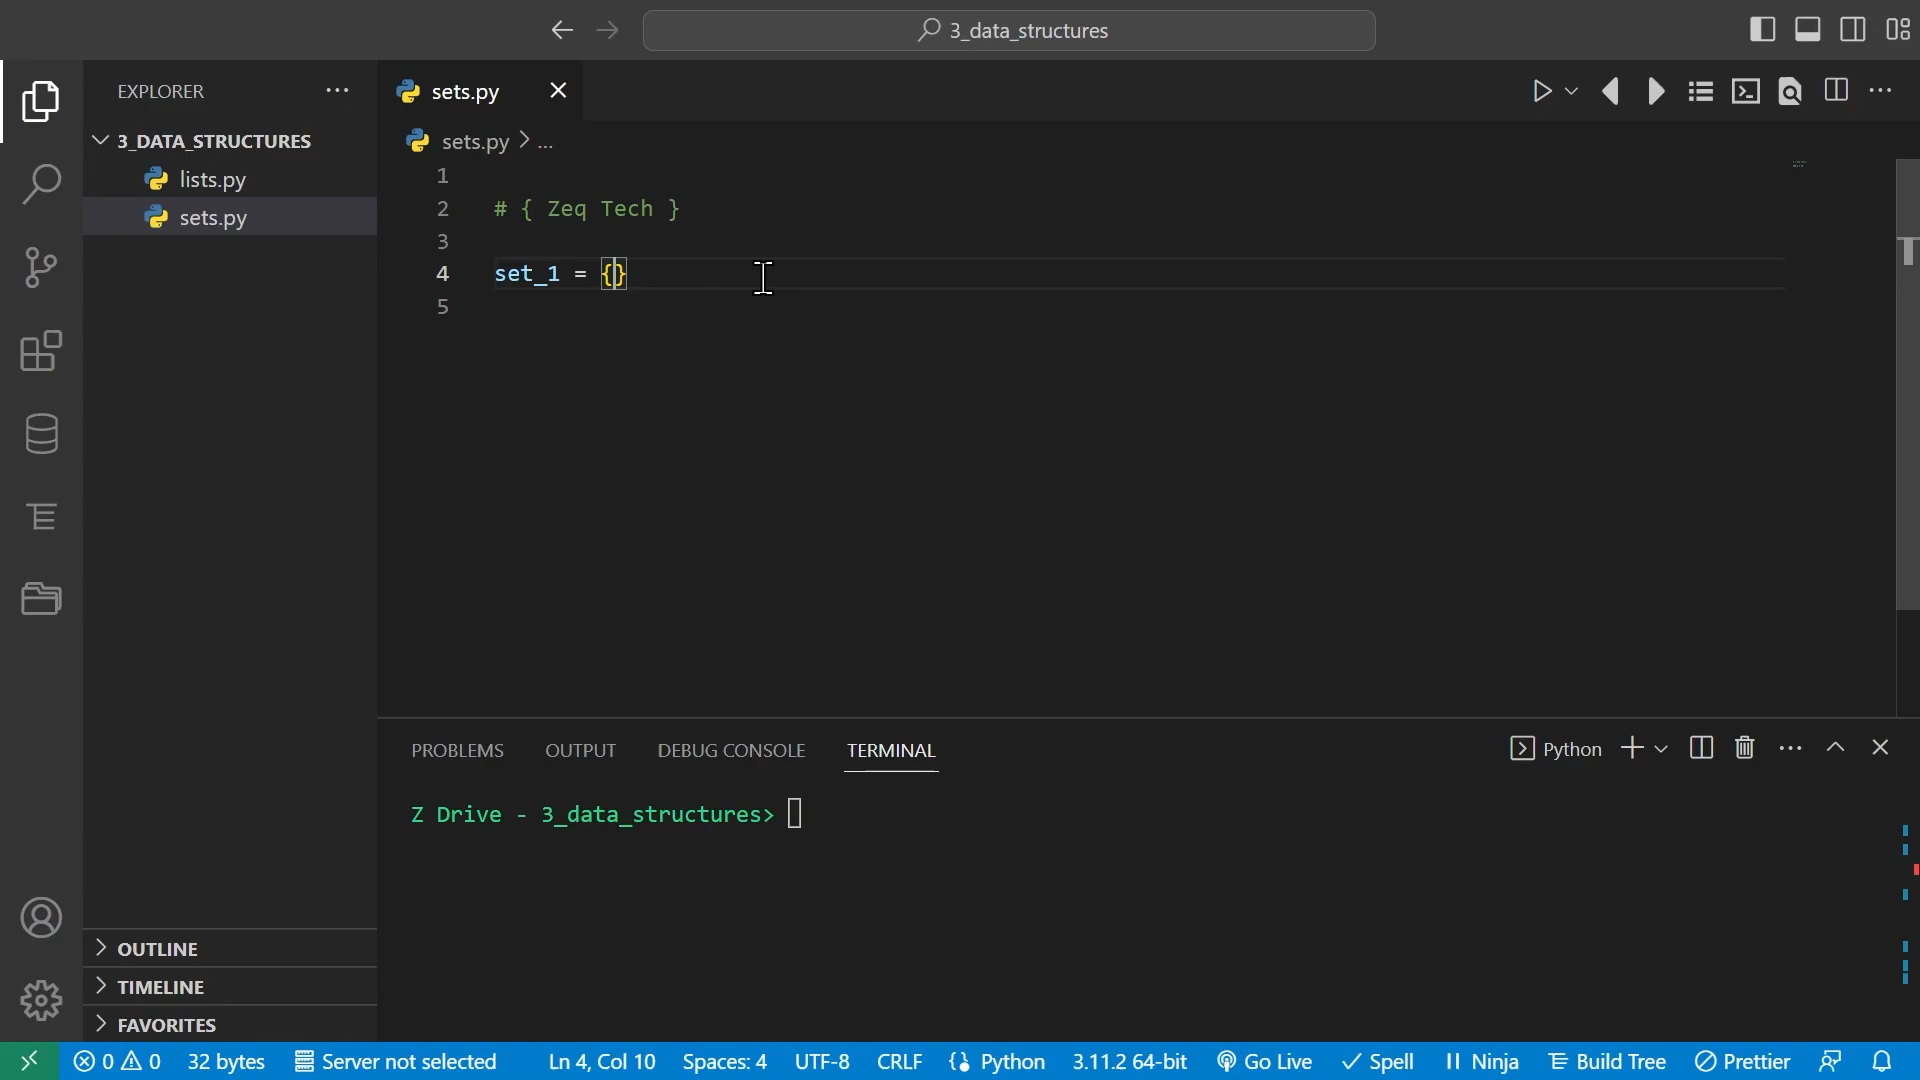 3_data_structures
EXPLORER
3_DATA_STRUCTURES
lists.py
sets.py
sets.py
sets.py > ...
1
2 # { Zeq Tech }
3
4 set_1 = {}
5
PROBLEMS OUTPUT DEBUG CONSOLE TERMINAL
Python
Z Drive - 3_data_structures>
OUTLINE
TIMELINE
FAVORITES
0 0 32 bytes Server not selected Ln 4, Col 10 Spaces: 4 UTF-8 CRLF Python 3.11.2 64-bit Go Live Spell Ninja Build Tree Prettier